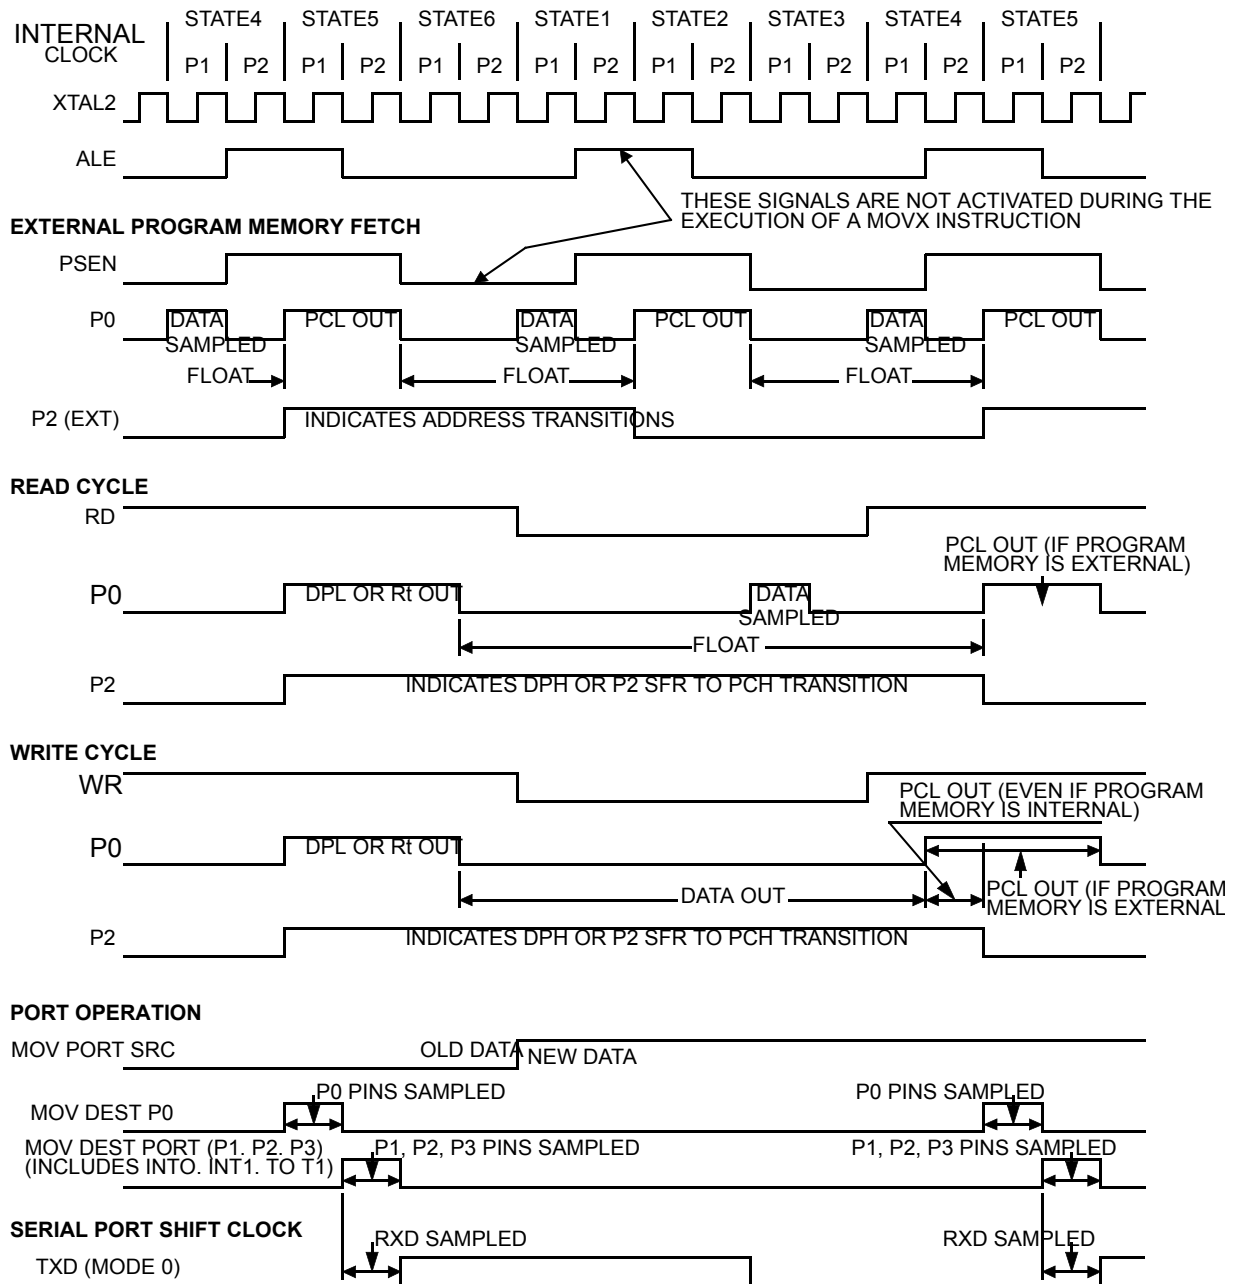 INTERNAL
CLOCK
STATE4 STATE5 STATE6 STATE1 STATE2 STATE3 STATE4 STATE5
P1 P2 P1 P2 P1 P2 P1 P2 P1 P2 P1 P2 P1 P2 P1 P2
XTAL2
ALE
THESE SIGNALS ARE NOT ACTIVATED DURING THE
EXECUTION OF A MOVX INSTRUCTION
EXTERNAL PROGRAM MEMORY FETCH
PSEN
P0 DATA PCL OUT DATA PCL OUT DATA PCL OUT
SAMPLED SAMPLED SAMPLED
FLOAT FLOAT FLOAT
P2 (EXT) INDICATES ADDRESS TRANSITIONS
READ CYCLE
RD
PCL OUT (IF PROGRAM
MEMORY IS EXTERNAL)
P0 DPL OR Rt OUT DATA
SAMPLED
FLOAT
P2 INDICATES DPH OR P2 SFR TO PCH TRANSITION
WRITE CYCLE
WR
PCL OUT (EVEN IF PROGRAM
MEMORY IS INTERNAL)
P0 DPL OR Rt OUT
DATA OUT
PCL OUT (IF PROGRAM
MEMORY IS EXTERNAL
P2 INDICATES DPH OR P2 SFR TO PCH TRANSITION
PORT OPERATION
MOV PORT SRC OLD DATA NEW DATA
P0 PINS SAMPLED P0 PINS SAMPLED
MOV DEST P0
MOV DEST PORT (P1. P2. P3) P1, P2, P3 PINS SAMPLED P1, P2, P3 PINS SAMPLED
(INCLUDES INTO. INT1. TO T1)
SERIAL PORT SHIFT CLOCK
RXD SAMPLED RXD SAMPLED
TXD (MODE 0)